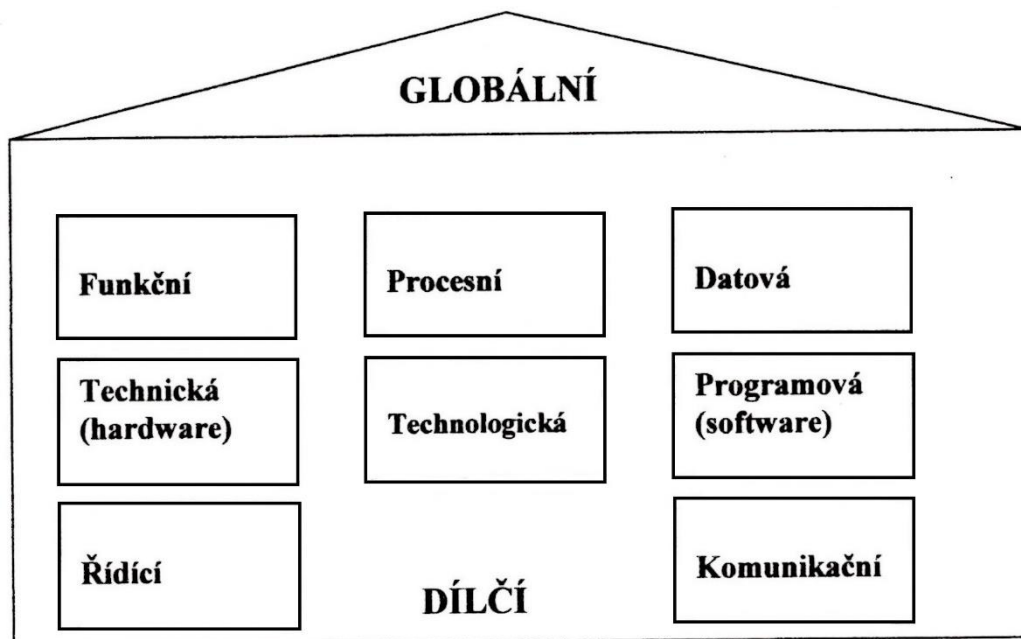 GLOBÁLNÍ
Funkční
Procesní
Datová
Technická
(hardware)
Technologická
Programová
(software)
Řídící
DÍLČÍ
Komunikační